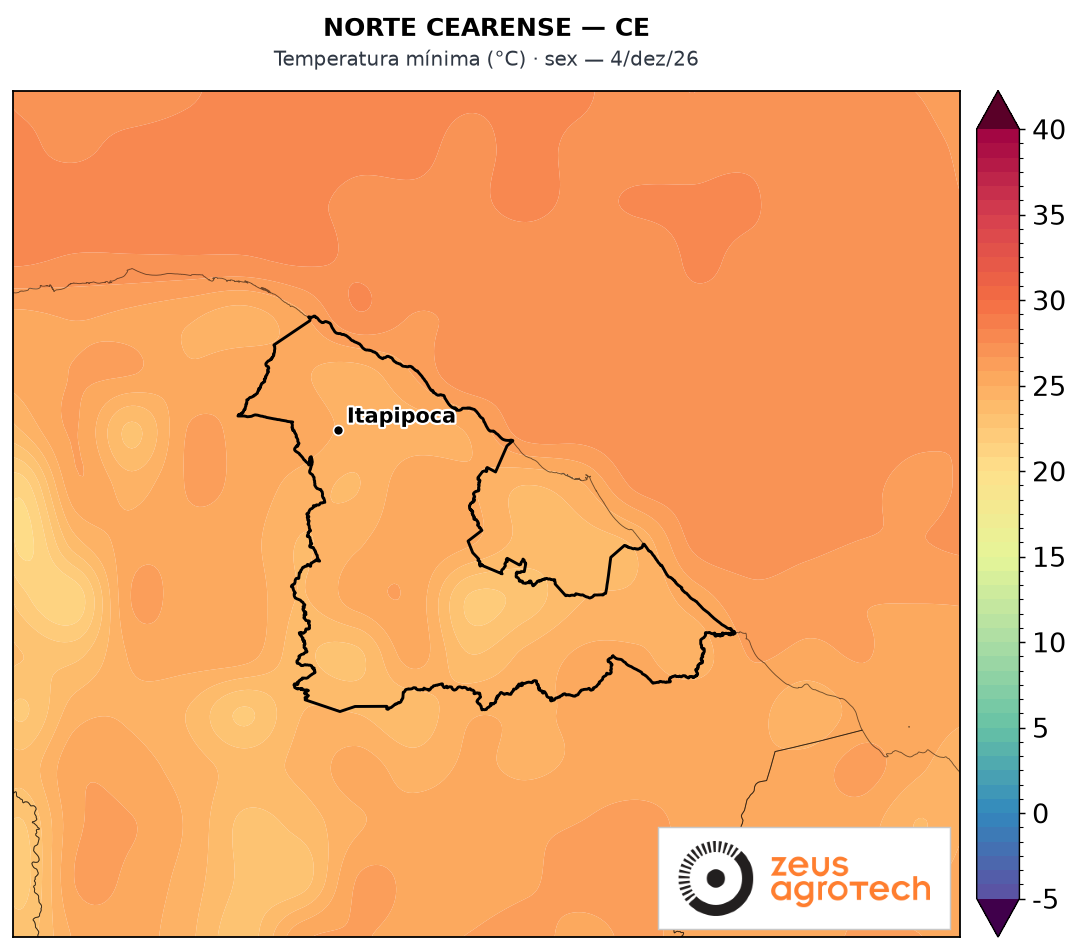 NORTE CEARENSE — CE
Temperatura mínima (°C) · sex — 4/dez/26
40
35
30
25
20
15
10
5
0
-5
Itapipoca
zeus
agrotech